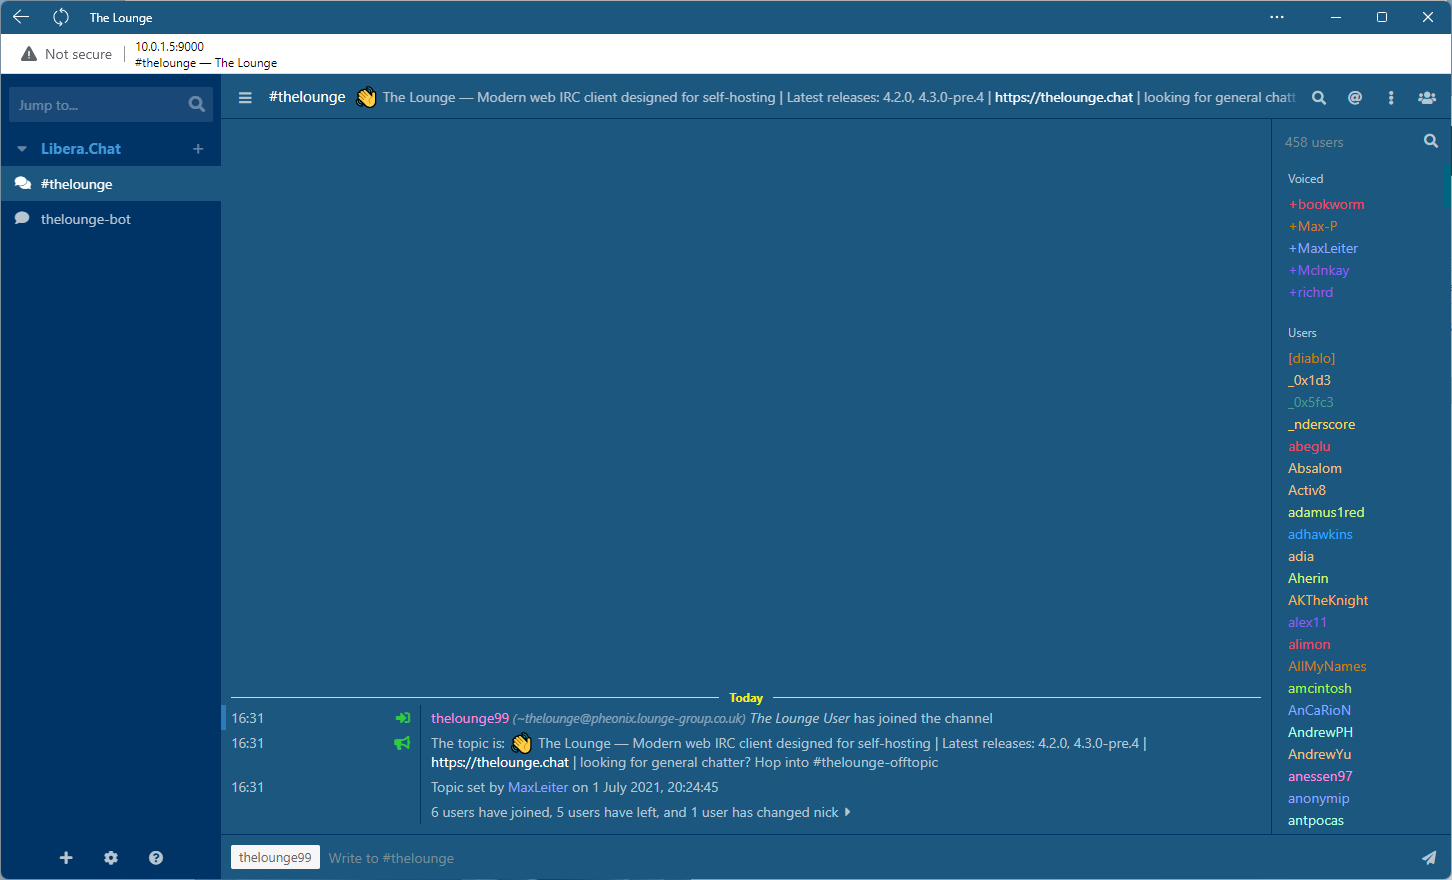 The Lounge
Not secure
10.0.1.5:9000
#thelounge — The Lounge
Jump to...
Libera.Chat
#thelounge
thelounge-bot
#thelounge 👋 The Lounge — Modern web IRC client designed for self-hosting | Latest releases: 4.2.0, 4.3.0-pre.4 | https://thelounge.chat | looking for general chatt
Today
16:31 thelounge99 (~thelounge@pheonix.lounge-group.co.uk) The Lounge User has joined the channel
16:31 The topic is: 👋 The Lounge — Modern web IRC client designed for self-hosting | Latest releases: 4.2.0, 4.3.0-pre.4 |
https://thelounge.chat | looking for general chatter? Hop into #thelounge-offtopic
16:31 Topic set by MaxLeiter on 1 July 2021, 20:24:45
6 users have joined, 5 users have left, and 1 user has changed nick
thelounge99 Write to #thelounge
458 users
Voiced
+bookworm
+Max-P
+MaxLeiter
+McInkay
+richrd
Users
[diablo]
_0x1d3
_0x5fc3
_nderscore
abeglu
Absalom
Activ8
adamus1red
adhawkins
adia
Aherin
AKTheKnight
alex11
alimon
AllMyNames
amcintosh
AnCaRioN
AndrewPH
AndrewYu
anessen97
anonymip
antpocas